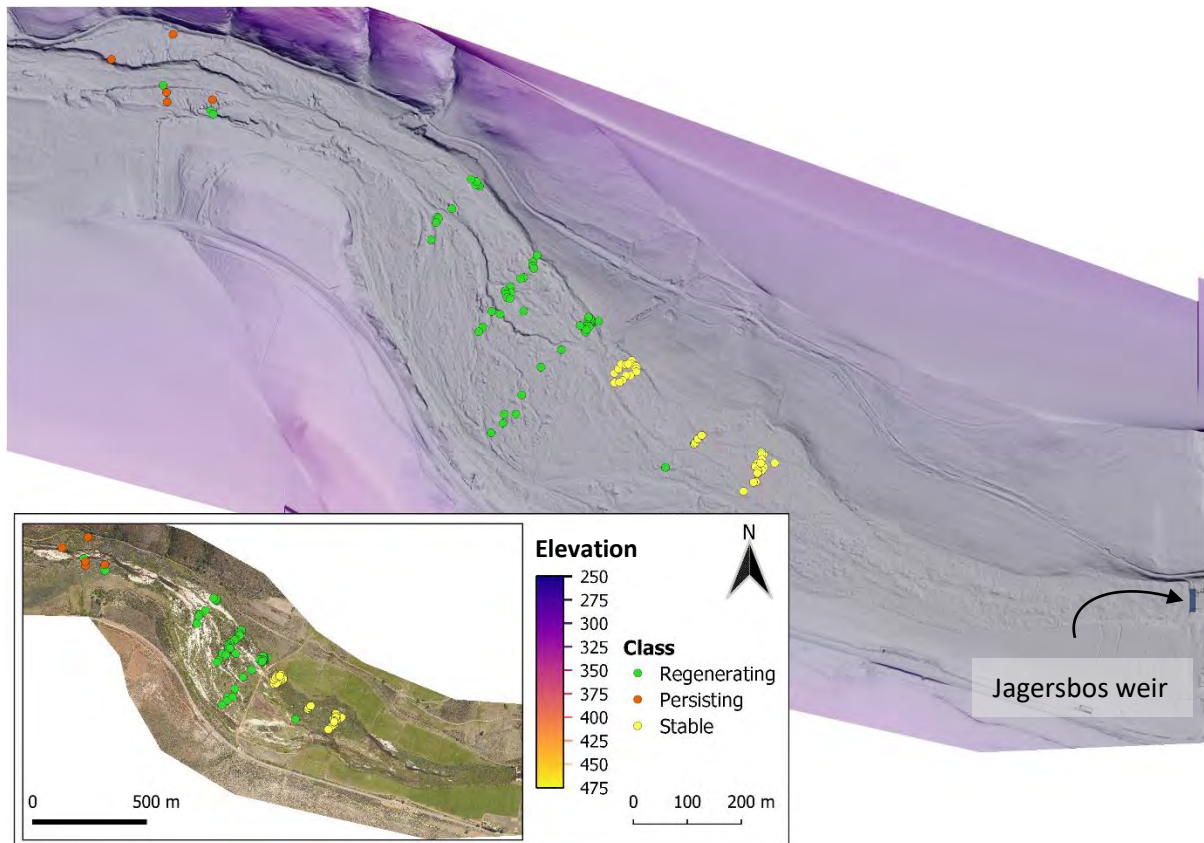 Jagersbos weir
0 500 m
Elevation
250
275
300
325
350
375
400
425
450
475
N
Class
Regenerating
Persisting
Stable
0 100 200 m